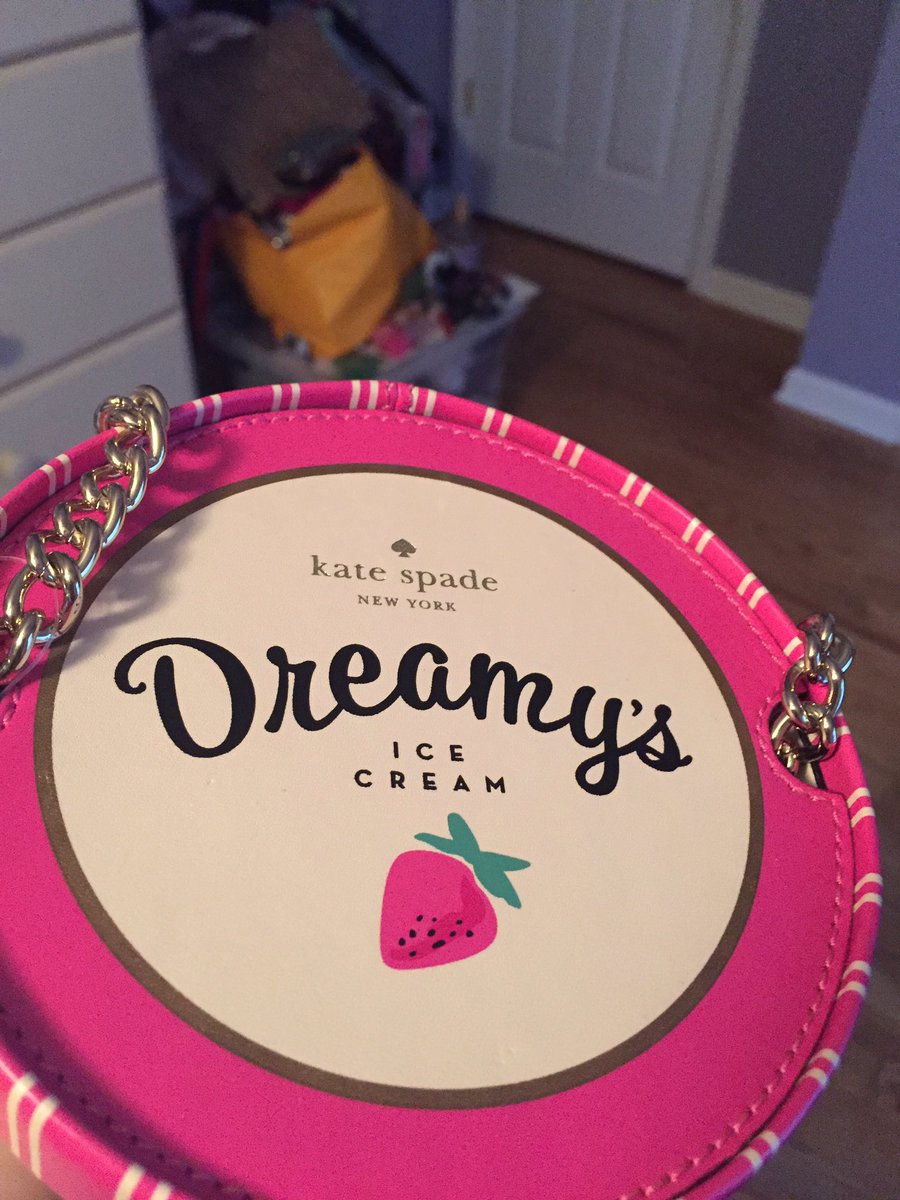 kate spade
NEW YORK
Dreamy's
ICE
CREAM